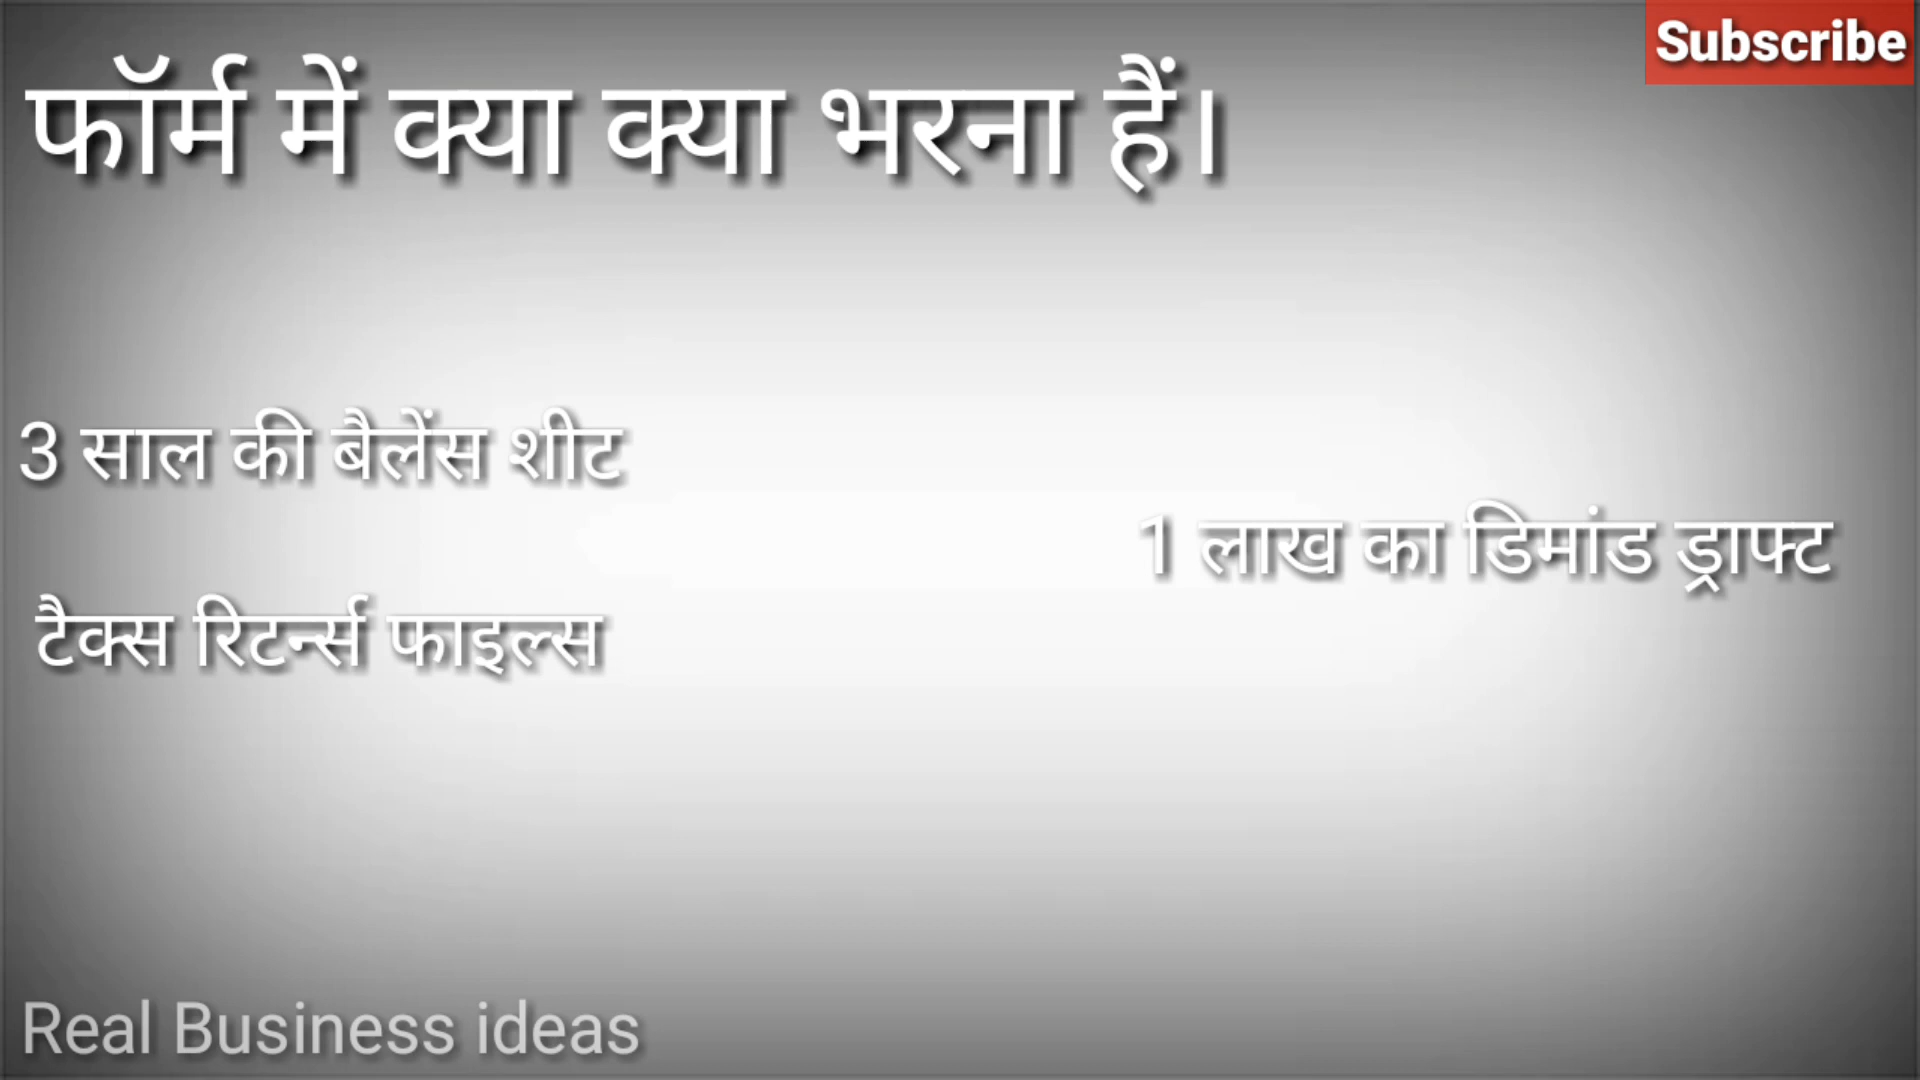 Subscribe
फॉर्म में क्या क्या भरना हैं।
3 साल की बैलेंस शीट
1 लाख का डिमांड ड्राफ्ट
टैक्स रिटर्न्स फाइल्स
Real Business ideas